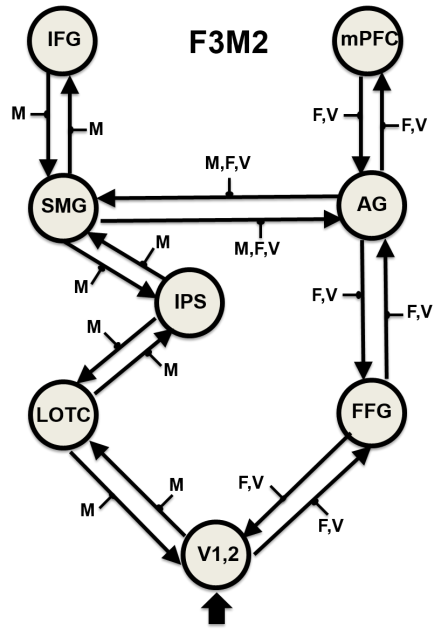 IFG
F3M2
mPFC
M
M
F,V
F,V
M,F,V
SMG
AG
M,F,V
M
M
IPS
F,V
F,V
M
M
LOTC
FFG
M
M
F,V
F,V
V1,2